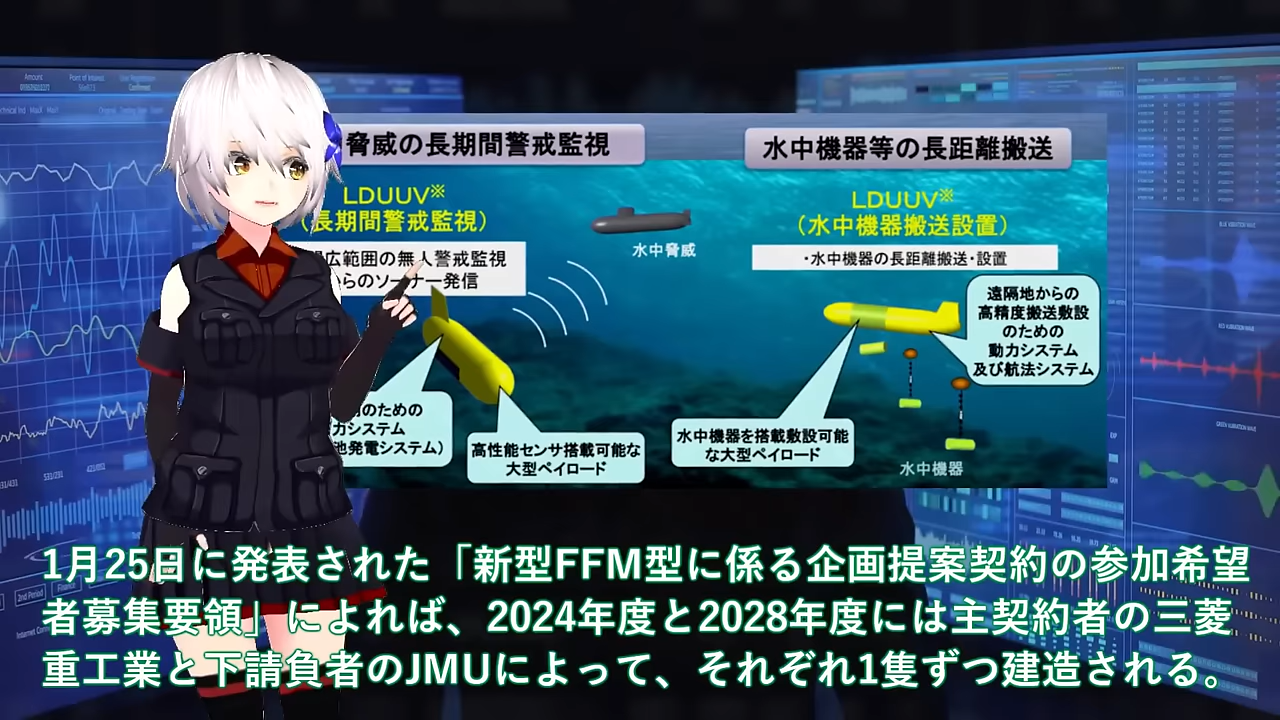 Amount
Point of Interest
User Registration
Confirmed
脅威の長期間警戒監視
水中機器等の長距離搬送
LDUUV※
(長期間警戒監視)
LDUUV※
(水中機器搬送設置)
水中脅威
広範囲の無人警戒監視
らのソーナー発信
・水中機器の長距離搬送・設置
遠隔地からの
高精度搬送敷設
のための
動力システム
及び航法システム
のための
力システム
池発電システム)
高性能センサ搭載可能な
大型ペイロード
水中機器を搭載敷設可能
な大型ペイロード
水中機器
1月25日に発表された「新型FFM型に係る企画提案契約の参加希望
者募集要領」によれば、2024年度と2028年度には主契約者の三菱
重工業と下請負者のJMUによって、それぞれ1隻ずつ建造される。